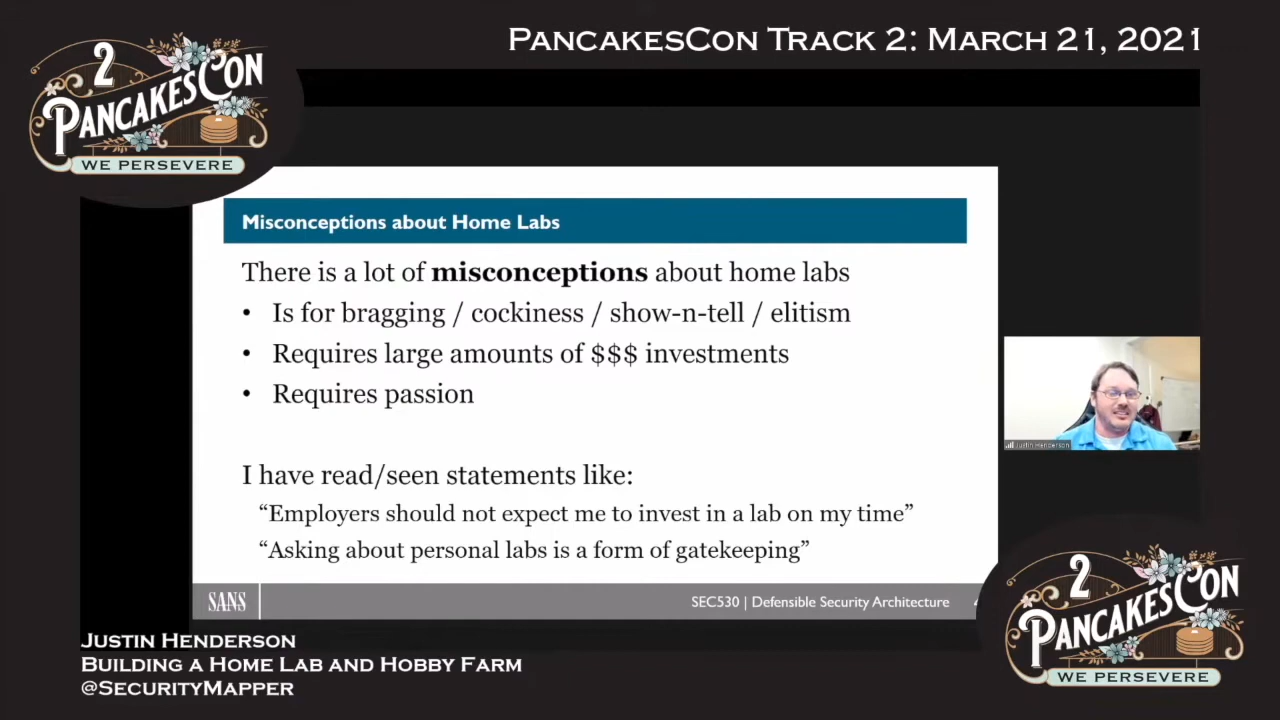 PancakesCon Track 2: March 21, 2021
2
PancakesCon
WE PERSEVERE
Misconceptions about Home Labs
There is a lot of misconceptions about home labs
• Is for bragging / cockiness / show-n-tell / elitism
• Requires large amounts of $$$ investments
• Requires passion
I have read/seen statements like:
“Employers should not expect me to invest in a lab on my time”
“Asking about personal labs is a form of gatekeeping”
SANS
SEC530 | Defensible Security Architecture
Justin Henderson
Justin Henderson
Building a Home Lab and Hobby Farm
@SecurityMapper
2
PancakesCon
WE PERSEVERE